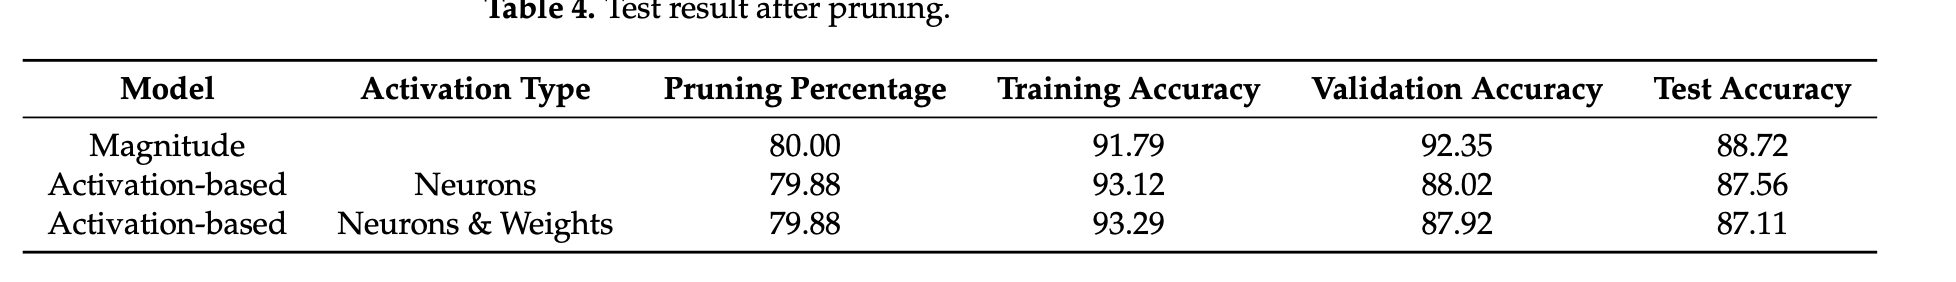 Table 4. Test result after pruning.
Model Activation Type Pruning Percentage Training Accuracy Validation Accuracy Test Accuracy
Magnitude 80.00 91.79 92.35 88.72
Activation-based Neurons 79.88 93.12 88.02 87.56
Activation-based Neurons & Weights 79.88 93.29 87.92 87.11